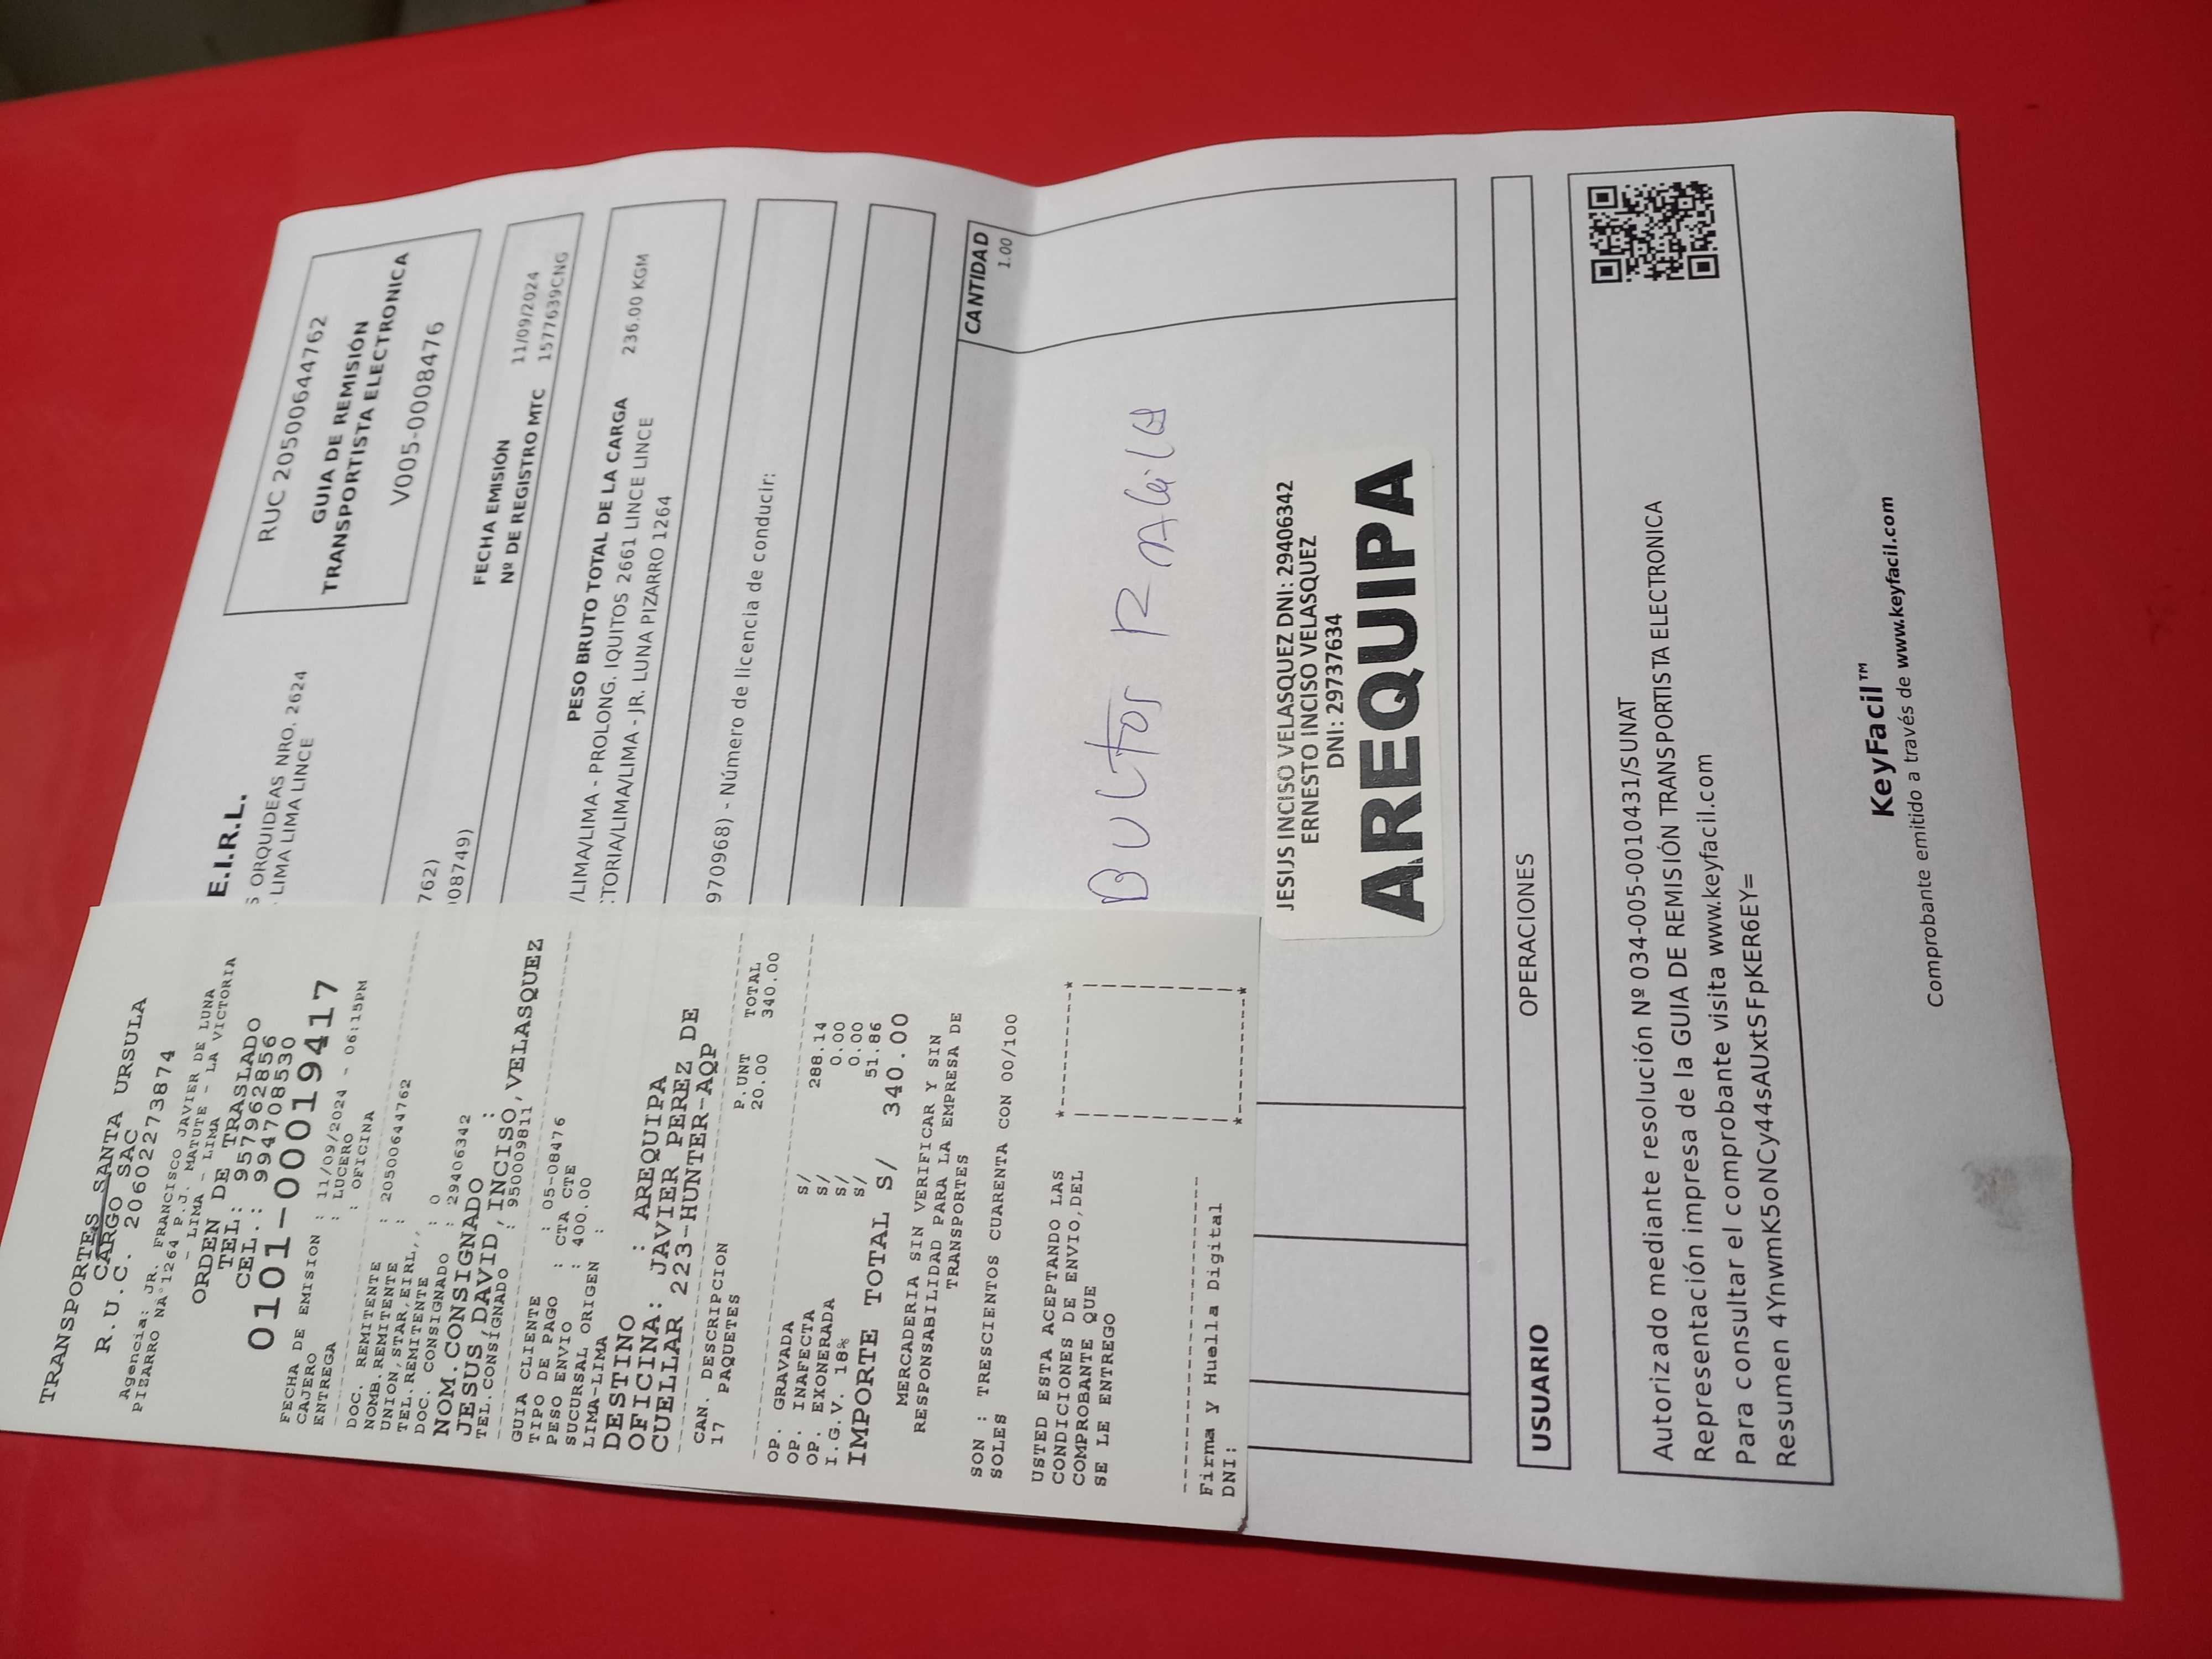 TRANSPORTES SANTA URSULA
CARGO SAC
R.U.C. 20602273874
Agencia: JR. FRANCISCO JAVIER DE LUNA
PIZARRO NA°1264 P.J. MATUTE - LA VICTORIA
- LIMA - LIMA
ORDEN DE TRASLADO
TEL: 957962856
CEL.: 994708530
0101-00019417
FECHA DE EMISION : 11/09/2024 - 06:15PM
CAJERO : LUCERO
ENTREGA : OFICINA
DOC. REMITENTE : 20500644762
NOMB.REMITENTE :
UNION,STAR,EIRL,,
TEL.REMITENTE : 0
DOC. CONSIGNADO : 29406342
NOM.CONSIGNADO :
JESUS DAVID,INCISO,VELASQUEZ
TEL.CONSIGNADO : 950009811
GUIA CLIENTE : 05-08476
TIPO DE PAGO : CTA CTE
PESO ENVIO : 400.00
SUCURSAL ORIGEN :
LIMA-LIMA
DESTINO : AREQUIPA
OFICINA: JAVIER PEREZ DE
CUELLAR 223-HUNTER-AQP
CAN. DESCRIPCION P.UNT TOTAL
17 PAQUETES 20.00 340.00
OP. GRAVADA S/ 288.14
OP. INAFECTA S/ 0.00
OP. EXONERADA S/ 0.00
I.G.V. 18% S/ 51.86
IMPORTE TOTAL S/ 340.00
MERCADERIA SIN VERIFICAR Y SIN
RESPONSABILIDAD PARA LA EMPRESA DE
TRANSPORTES
SON : TRESCIENTOS CUARENTA CON 00/100
SOLES
USTED ESTA ACEPTANDO LAS
CONDICIONES DE ENVIO,DEL
COMPROBANTE QUE
SE LE ENTREGO
Firma y Huella Digital
DNI:
E.I.R.L.
ORQUIDEAS NRO. 2624
LIMA LIMA LINCE
RUC 20500644762
GUIA DE REMISIÓN
TRANSPORTISTA ELECTRONICA
V005-0008476
762)
008749)
FECHA EMISIÓN 11/09/2024
Nº DE REGISTRO MTC 1577639CNG
PESO BRUTO TOTAL DE LA CARGA 236.00 KGM
/LIMA/LIMA - PROLONG. IQUITOS 2661 LINCE LINCE
TORIA/LIMA/LIMA - JR. LUNA PIZARRO 1264
970968) - Número de licencia de conducir:
CANTIDAD
1.00
BULTOS
JESUS INCISO VELASQUEZ DNI: 29406342
ERNESTO INCISO VELASQUEZ
DNI: 29737634
AREQUIPA
USUARIO OPERACIONES
Autorizado mediante resolución Nº 034-005-0010431/SUNAT
Representación impresa de la GUIA DE REMISIÓN TRANSPORTISTA ELECTRONICA
Para consultar el comprobante visita www.keyfacil.com
Resumen 4YnwmK5oNCy44sAUxtSFpKER6EY=
KeyFacil™
Comprobante emitido a través de www.keyfacil.com